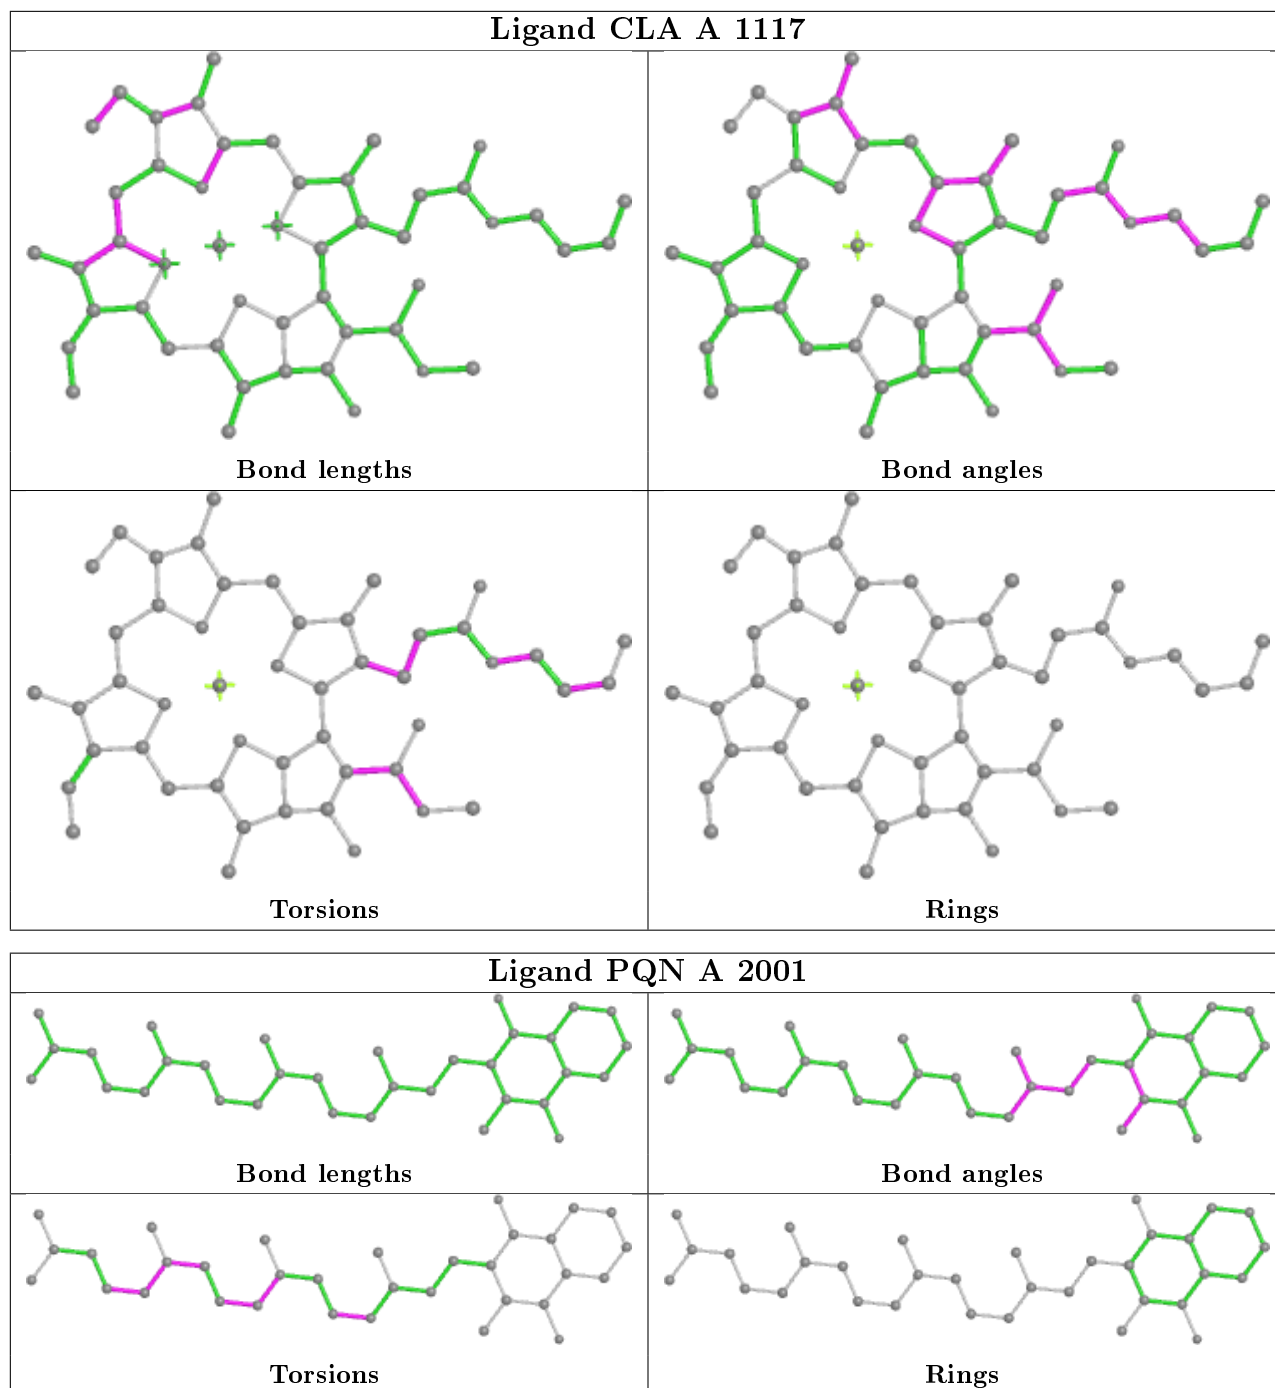 Ligand CLA A 1117
Bond lengths
Bond angles
Torsions
Rings
Ligand PQN A 2001
Bond lengths
Bond angles
Torsions
Rings